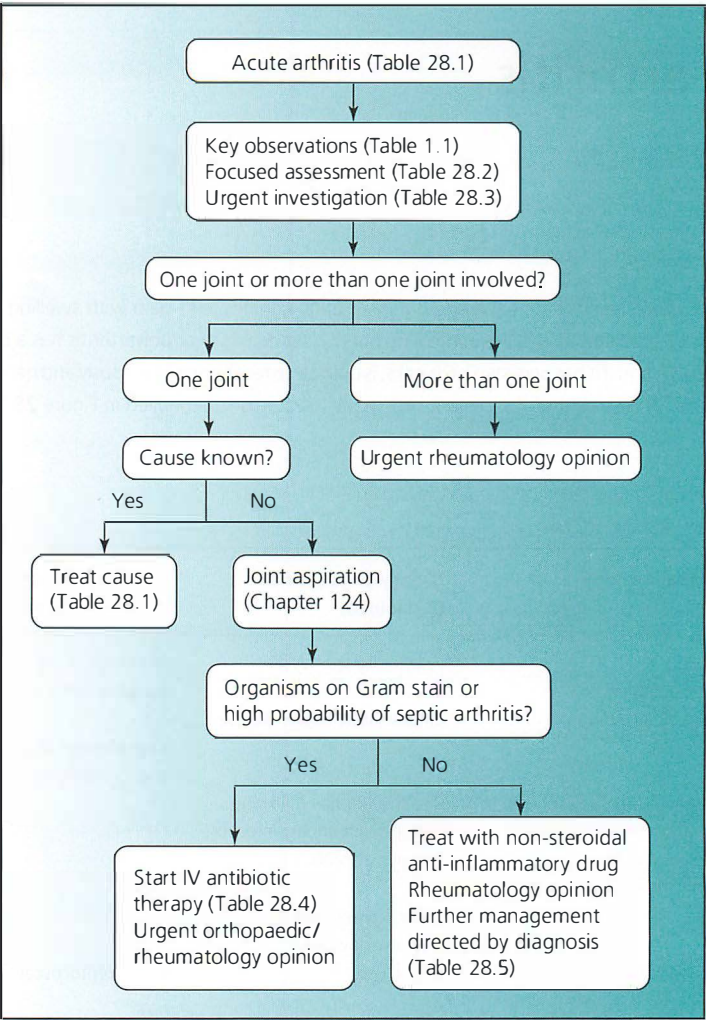 Acute arthritis (Table 28.1)
Key observations (Table 1.1)
Focused assessment (Table 28.2)
Urgent investigation (Table 28.3)
One joint or more than one joint involved?
One joint
More than one joint
Cause known?
Urgent rheumatology opinion
Yes
No
Treat cause
(Table 28.1)
Joint aspiration
(Chapter 124)
Organisms on Gram stain or
high probability of septic arthritis?
Yes
No
Start IV antibiotic
therapy (Table 28.4)
Urgent orthopaedic/
rheumatology opinion
Treat with non-steroidal
anti-inflammatory drug
Rheumatology opinion
Further management
directed by diagnosis
(Table 28.5)